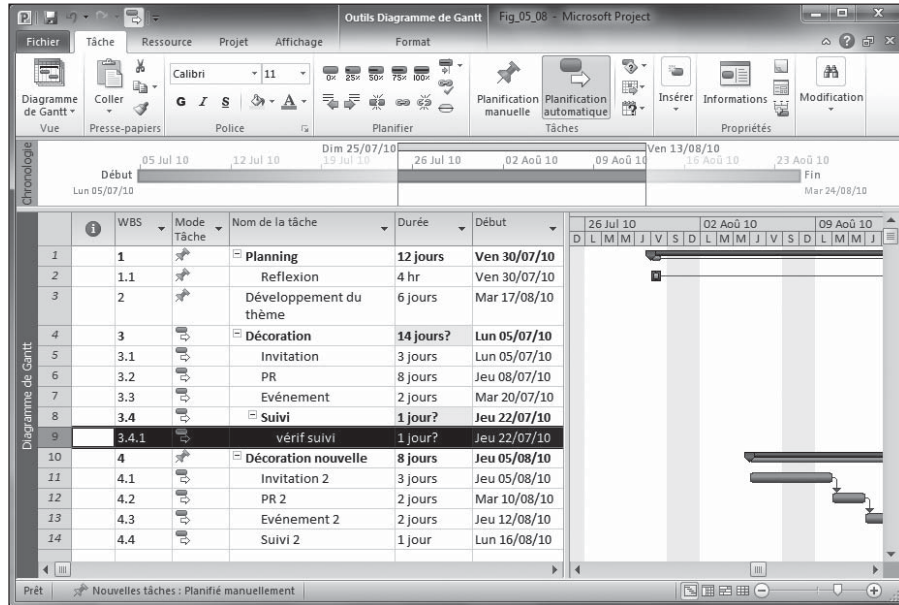 Outils Diagramme de Gantt Fig_05_08 - Microsoft Project
Fichier Tâche Ressource Projet Affichage Format
Calibri 11 0× 25× 50× 75× 100×
G I S A
Diagramme de Gantt Coller Planification manuelle Planification automatique Insérer Informations Modification
Vue Presse-papiers Police Planifier Tâches Propriétés
Chronologie
Dim 25/07/10 Ven 13/08/10
05 Jul 10 12 Jul 10 19 Jul 10 26 Jul 10 02 Aoû 10 09 Aoû 10 16 Aoû 10 23 Aoû 10
Début Fin
Lun 05/07/10 Mar 24/08/10
Diagramme de Gantt
WBS Mode Tâche Nom de la tâche Durée Début 26 Jul 10 02 Aoû 10 09 Aoû 10
D L M M J V S D L M M J V S D L M M J
1 1 Planning 12 jours Ven 30/07/10
2 1.1 Reflexion 4 hr Ven 30/07/10
3 2 Développement du thème 6 jours Mar 17/08/10
4 3 Décoration 14 jours? Lun 05/07/10
5 3.1 Invitation 3 jours Lun 05/07/10
6 3.2 PR 8 jours Jeu 08/07/10
7 3.3 Evénement 2 jours Mar 20/07/10
8 3.4 Suivi 1 jour? Jeu 22/07/10
9 3.4.1 vérif suivi 1 jour? Jeu 22/07/10
10 4 Décoration nouvelle 8 jours Jeu 05/08/10
11 4.1 Invitation 2 3 jours Jeu 05/08/10
12 4.2 PR 2 2 jours Mar 10/08/10
13 4.3 Evénement 2 2 jours Jeu 12/08/10
14 4.4 Suivi 2 1 jour Lun 16/08/10
Prêt Nouvelles tâches : Planifié manuellement